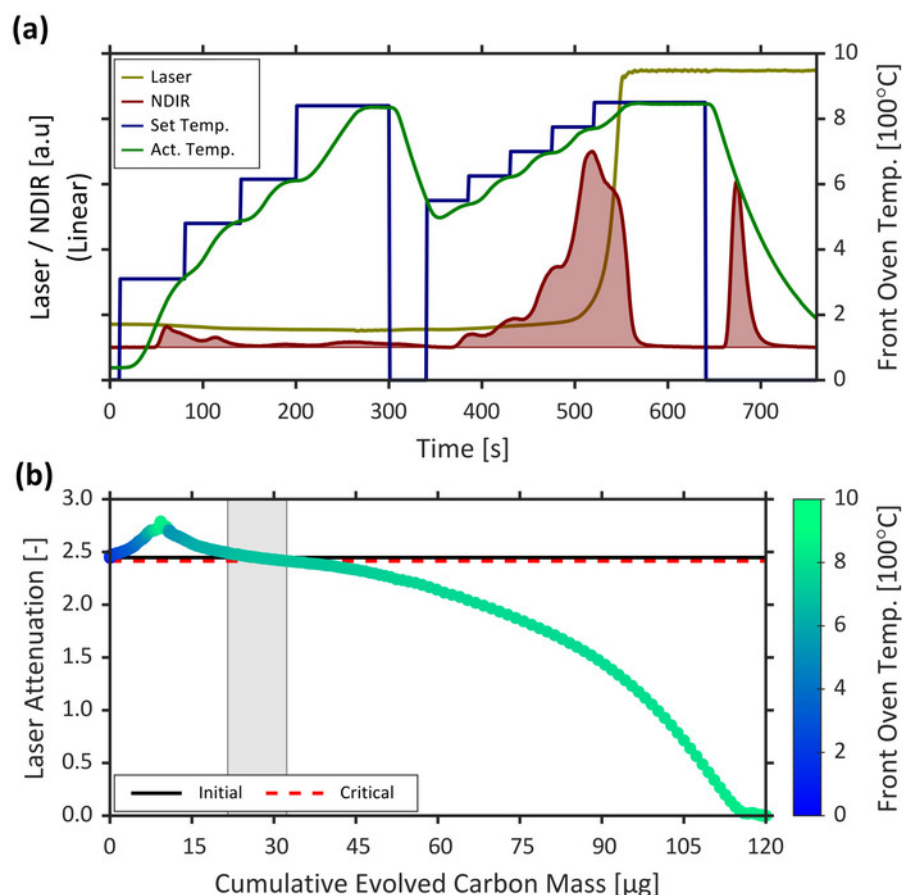 (a)
Laser / NDIR [a.u]
(Linear)
Laser
NDIR
Set Temp.
Act. Temp.
10
8
6
4
2
0
Front Oven Temp. [100°C]
0 100 200 300 400 500 600 700
Time [s]
(b)
Laser Attenuation [-]
3.0
2.5
2.0
1.5
1.0
0.5
0.0
Initial Critical
0 15 30 45 60 75 90 105 120
Cumulative Evolved Carbon Mass [µg]
10
8
6
4
2
0
Front Oven Temp. [100°C]